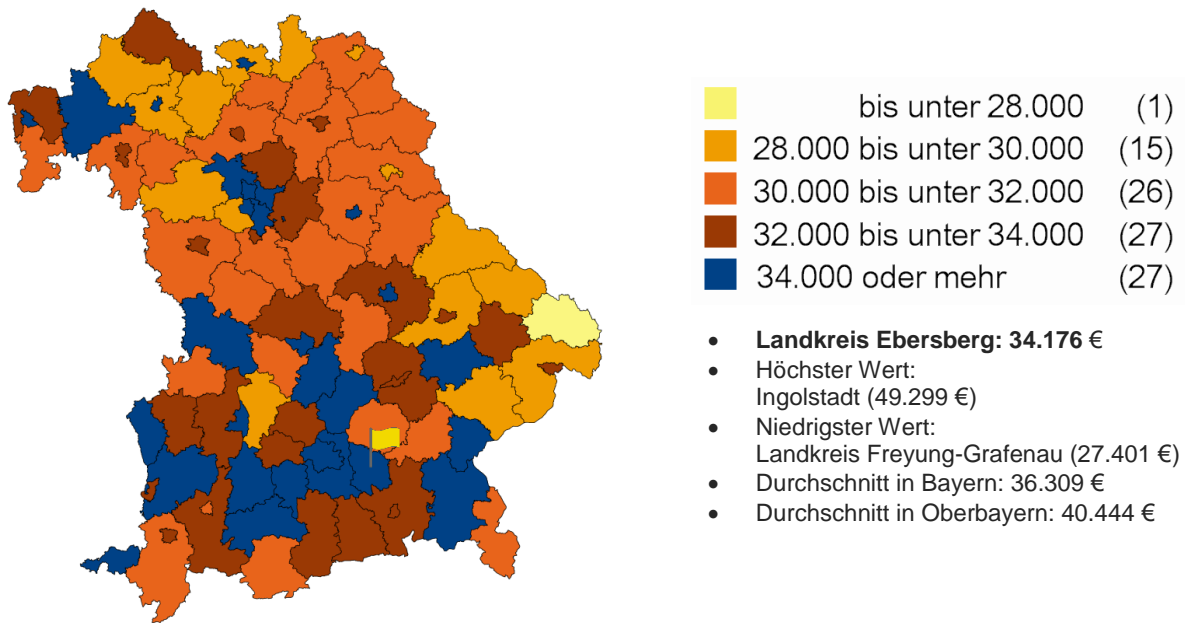 bis unter 28.000 (1)
28.000 bis unter 30.000 (15)
30.000 bis unter 32.000 (26)
32.000 bis unter 34.000 (27)
34.000 oder mehr (27)
• Landkreis Ebersberg: 34.176 €
• Höchster Wert:
Ingolstadt (49.299 €)
• Niedrigster Wert:
Landkreis Freyung-Grafenau (27.401 €)
• Durchschnitt in Bayern: 36.309 €
• Durchschnitt in Oberbayern: 40.444 €